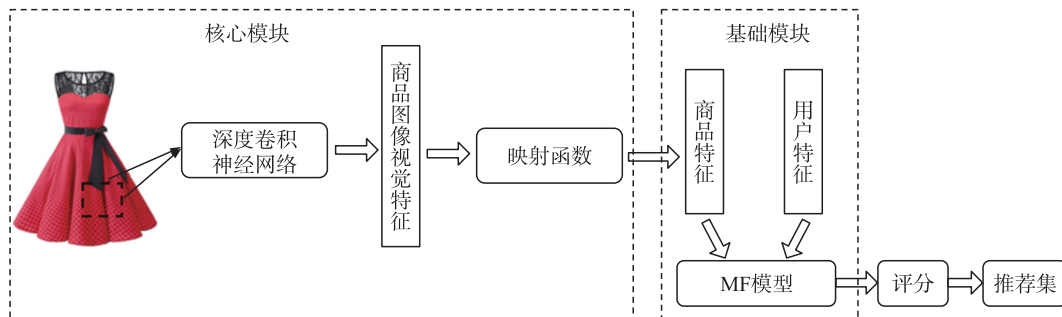 核心模块
基础模块
深度卷积
神经网络
商品图像视觉特征
映射函数
商品特征
用户特征
MF模型
评分
推荐集